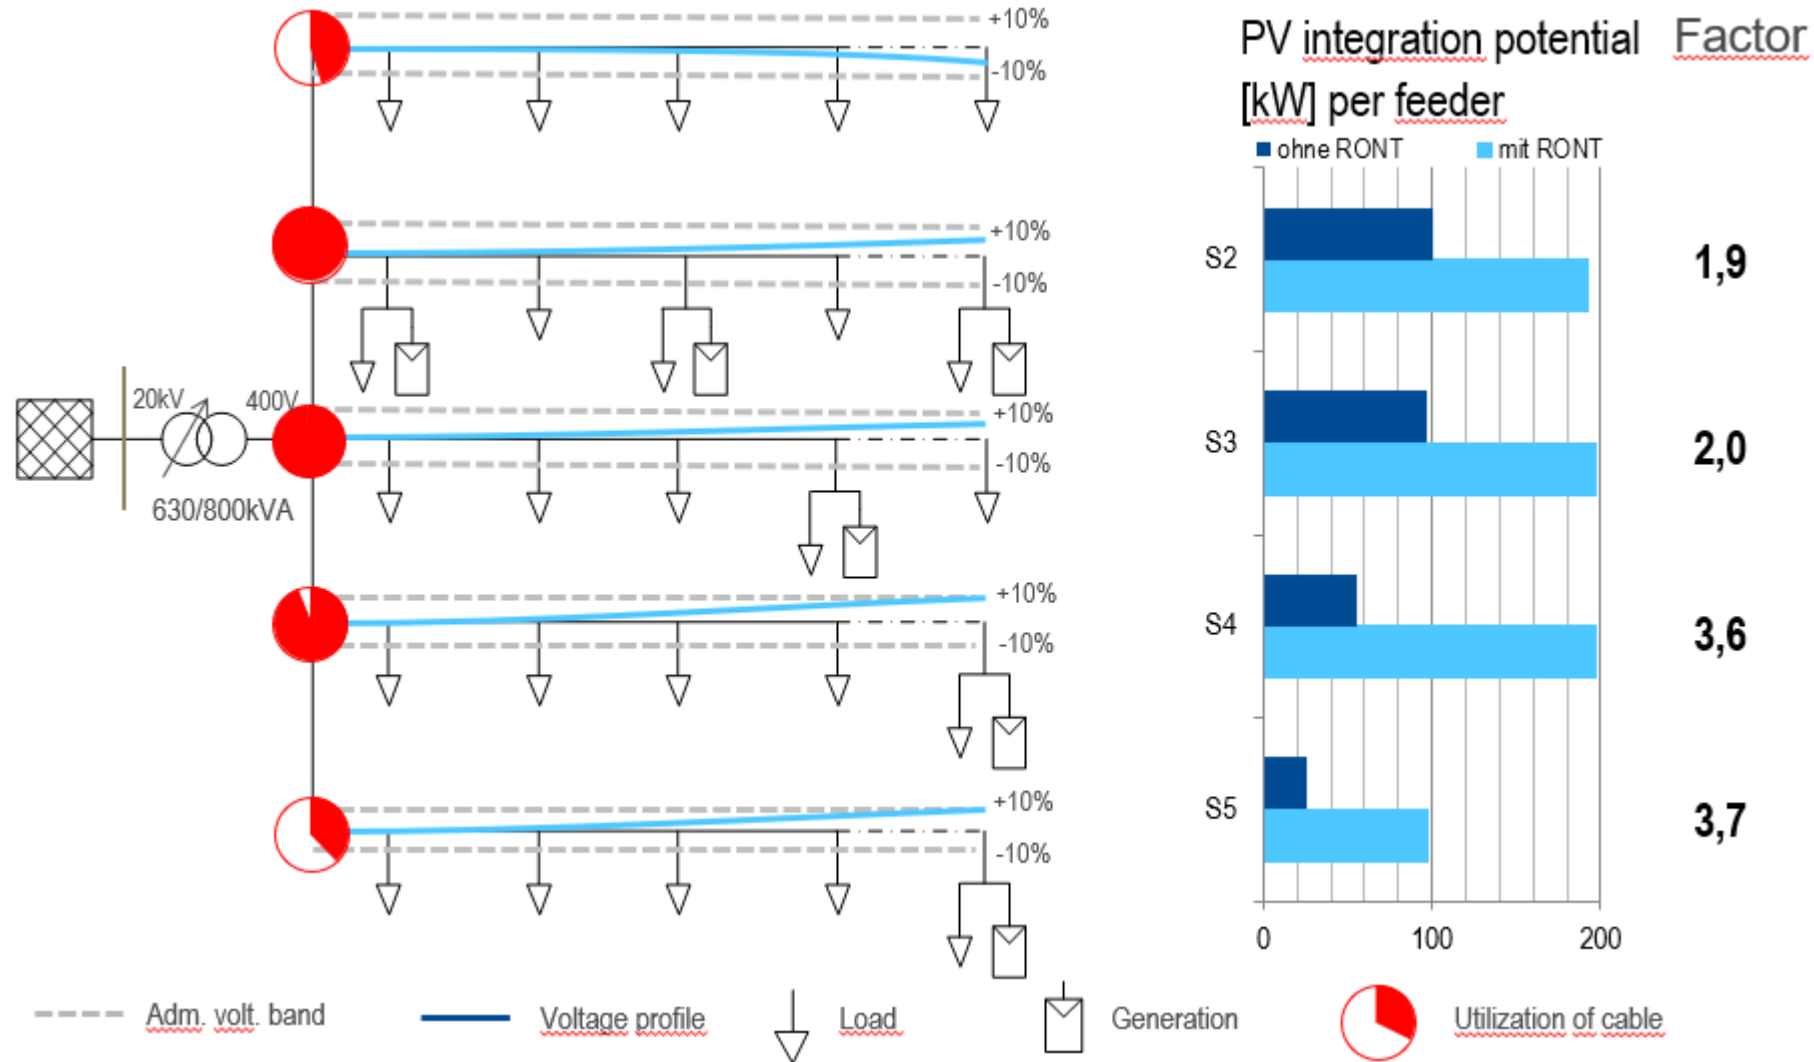 +10%
-10%
+10%
-10%
20kV
400V
630/800kVA
+10%
-10%
+10%
-10%
+10%
-10%
PV integration potential
[kW] per feeder
Factor
ohne RONT
mit RONT
S2
1,9
S3
2,0
S4
3,6
S5
3,7
0
100
200
Adm. volt. band
Voltage profile
Load
Generation
Utilization of cable